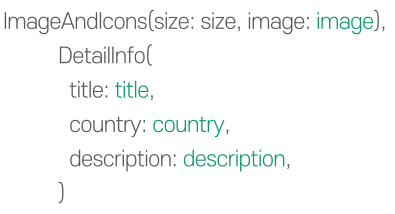 ImageAndIcons(size: size, image: image),
DetailInfo(
title: title,
country: country,
description: description,
)